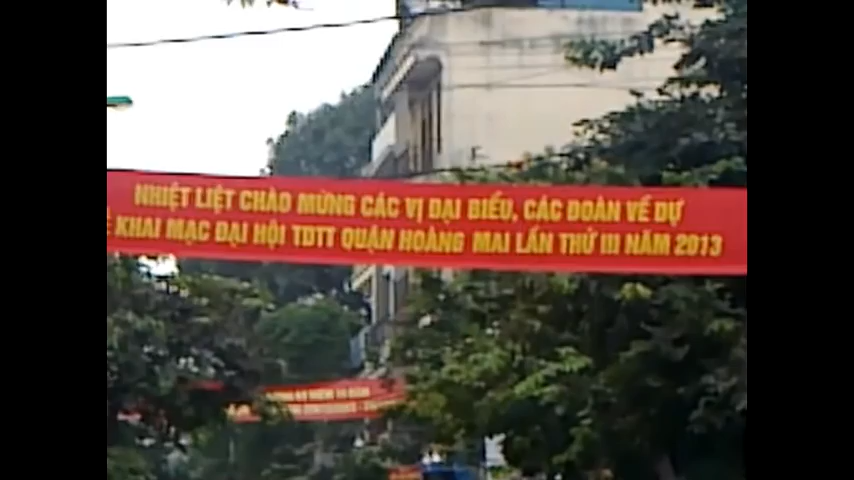 NHIỆT LIỆT CHÀO MỪNG CÁC VỊ ĐẠI BIỂU, CÁC ĐOÀN VỀ DỰ
KHAI MẠC ĐẠI HỘI TDTT QUẬN HOÀNG MAI LẦN THỨ III NĂM 2013